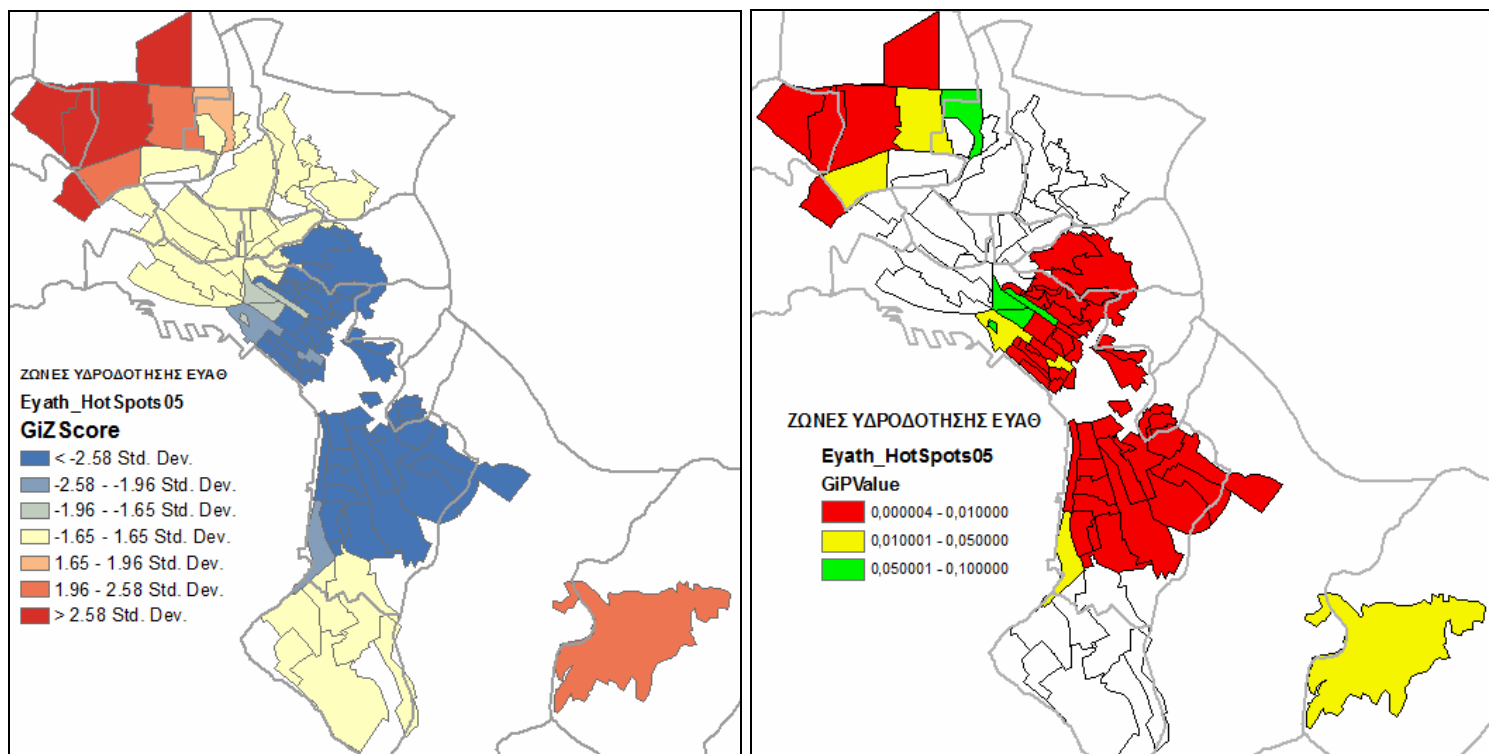 ΖΩΝΕΣ ΥΔΡΟΔΟΤΗΣΗΣ ΕΥΑΘ
Eyath_HotSpots05
GiZScore
< -2.58 Std. Dev.
-2.58 - -1.96 Std. Dev.
-1.96 - -1.65 Std. Dev.
-1.65 - 1.65 Std. Dev.
1.65 - 1.96 Std. Dev.
1.96 - 2.58 Std. Dev.
> 2.58 Std. Dev.
ΖΩΝΕΣ ΥΔΡΟΔΟΤΗΣΗΣ ΕΥΑΘ
Eyath_HotSpots05
GiPValue
0,000004 - 0,010000
0,010001 - 0,050000
0,050001 - 0,100000